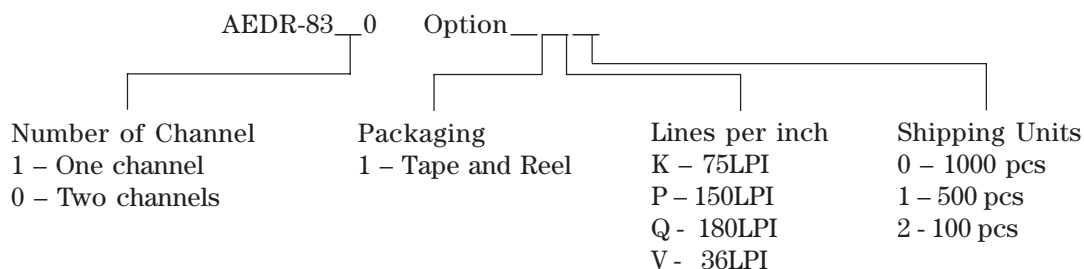 AEDR-83__0 Option__ __ __
Number of Channel
1 – One channel
0 – Two channels
Packaging
1 – Tape and Reel
Lines per inch
K – 75LPI
P – 150LPI
Q - 180LPI
V - 36LPI
Shipping Units
0 – 1000 pcs
1 – 500 pcs
2 - 100 pcs